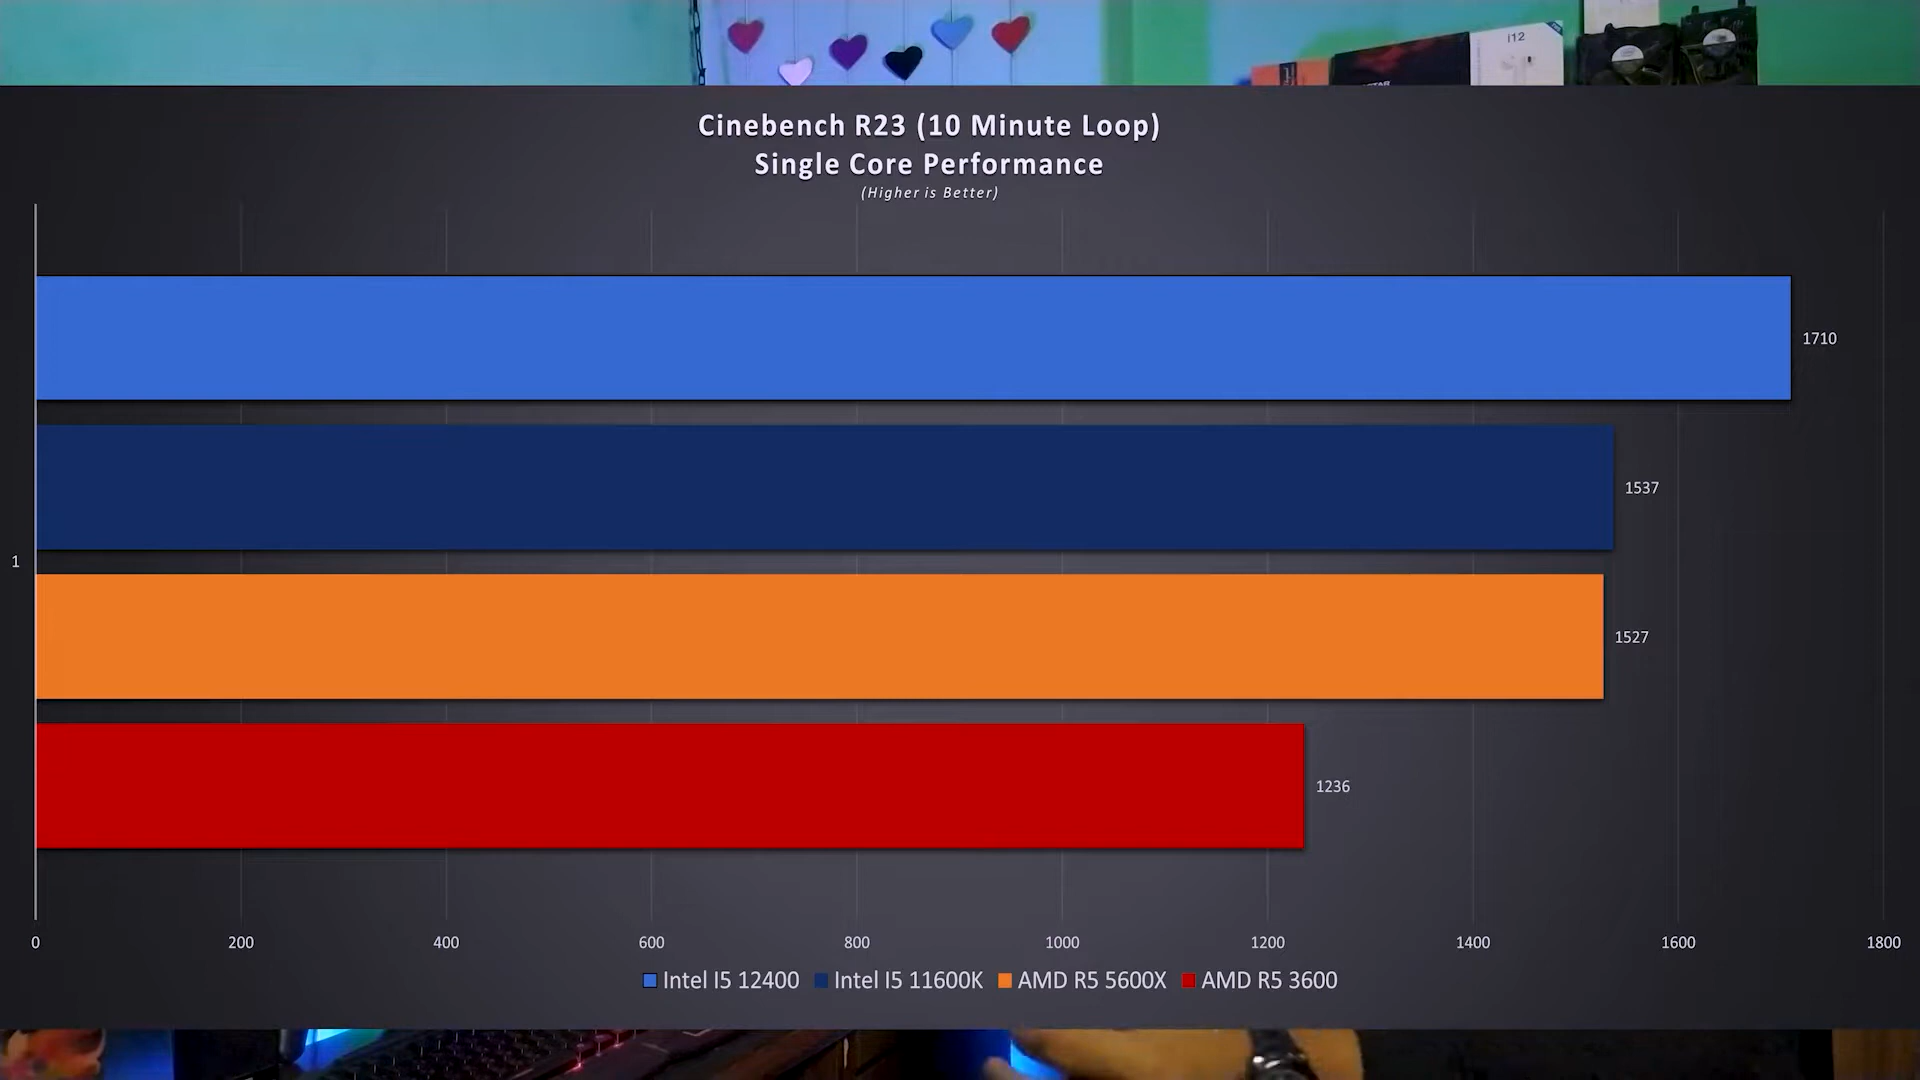 i12
STAR
Cinebench R23 (10 Minute Loop)
Single Core Performance
(Higher is Better)
1710
1537
1
1527
1236
0 200 400 600 800 1000 1200 1400 1600 1800
Intel I5 12400 Intel I5 11600K AMD R5 5600X AMD R5 3600